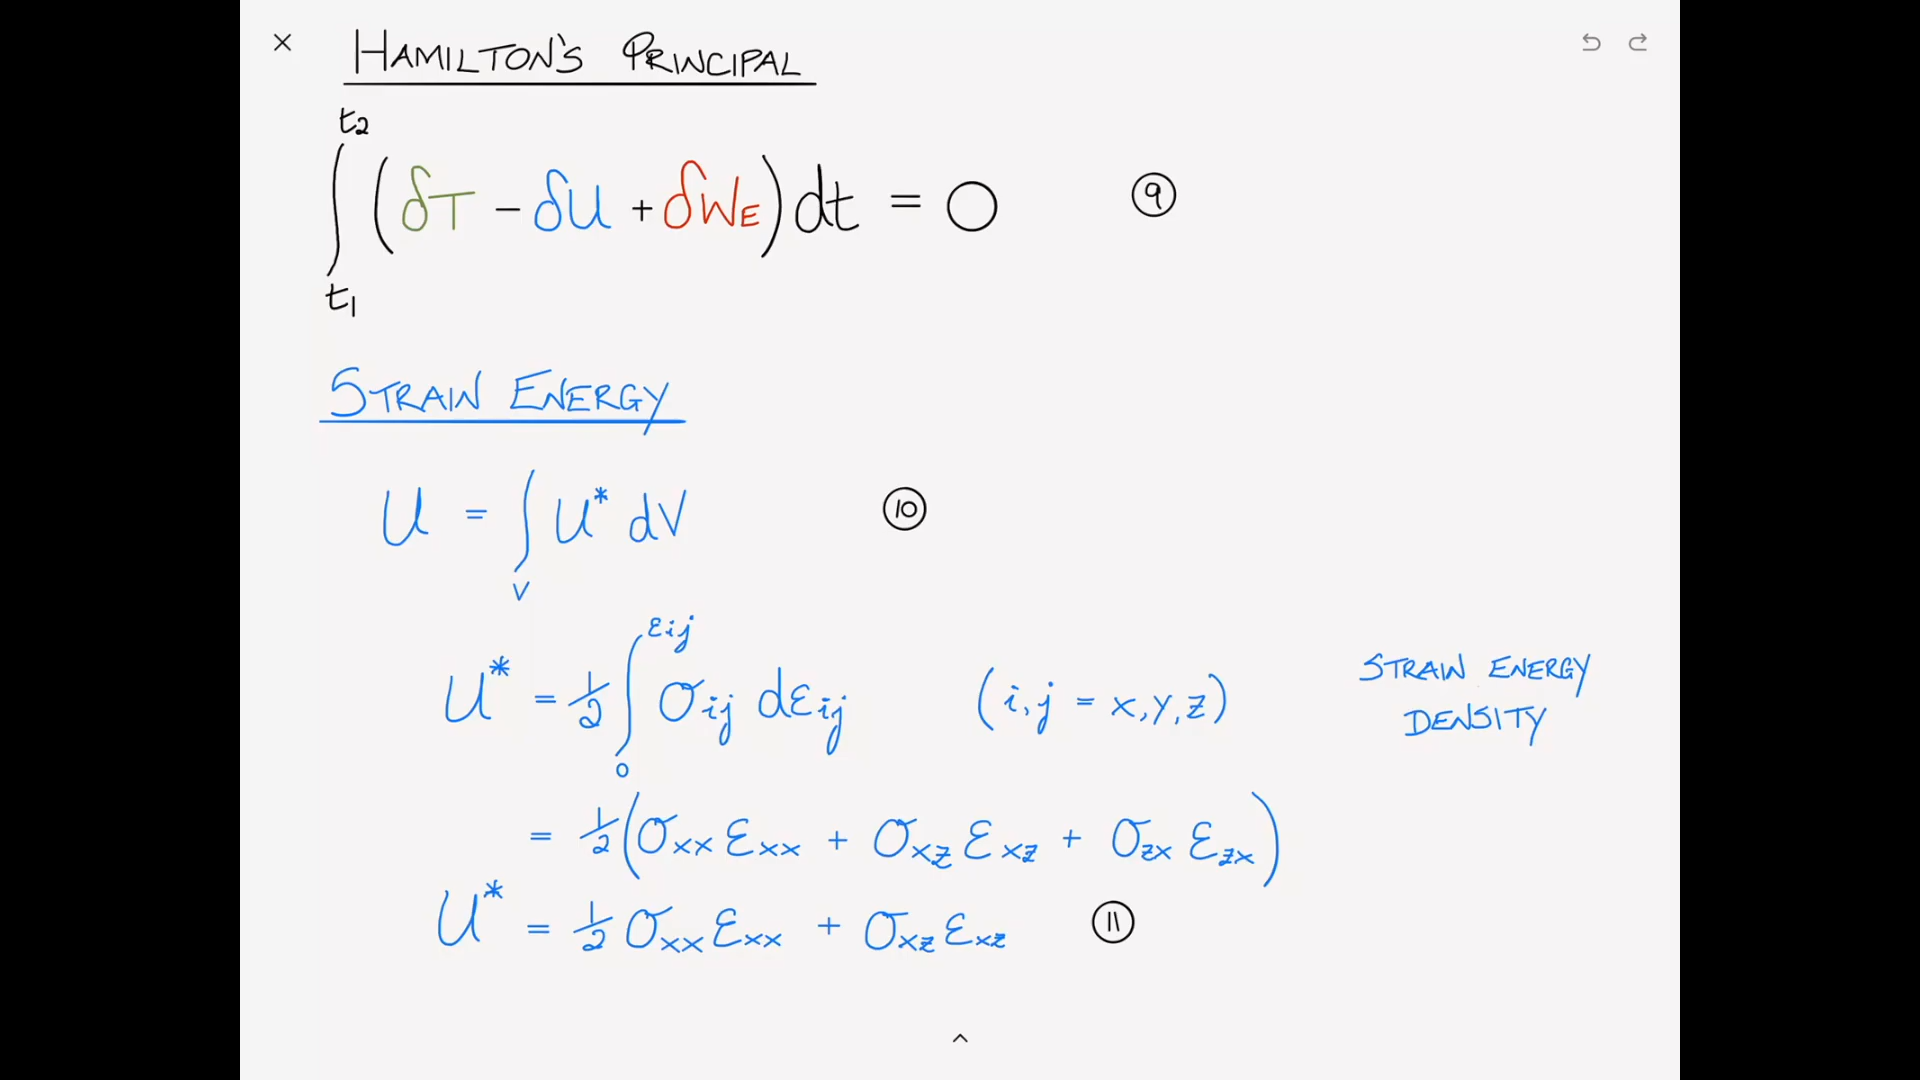 HAMILTON'S PRINCIPAL
∫_{t₁}^{t₂} (δT − δU + δW_E) dt = 0 ⑨
STRAIN ENERGY
U = ∫_V U* dV ⑩
U* = 1/2 ∫_0^{εij} σij dεij (i,j = x,y,z) STRAIN ENERGY DENSITY
= 1/2 (σxx εxx + σxz εxz + σzx εzx)
U* = 1/2 σxx εxx + σxz εxz ⑪